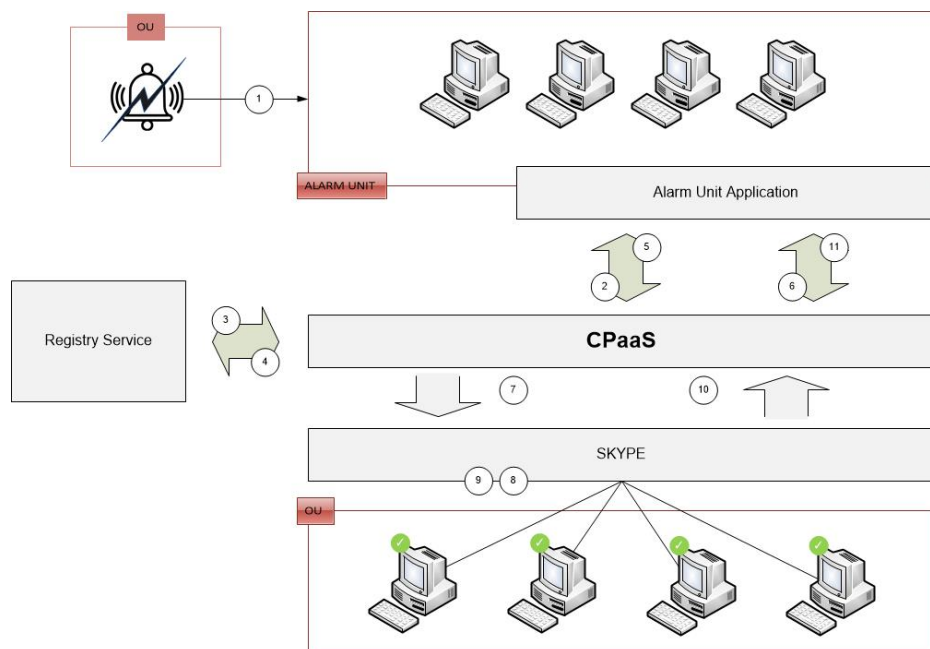 OU
1
ALARM UNIT
Alarm Unit Application
5
11
2
6
Registry Service
3
4
CPaaS
7
10
SKYPE
9
8
OU